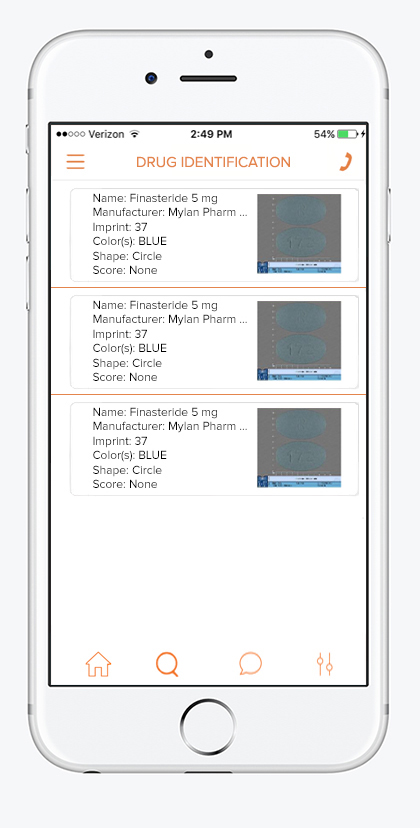 Verizon 2:49 PM 54%
DRUG IDENTIFICATION
Name: Finasteride 5 mg
Manufacturer: Mylan Pharm ...
Imprint: 37
Color(s): BLUE
Shape: Circle
Score: None
Name: Finasteride 5 mg
Manufacturer: Mylan Pharm ...
Imprint: 37
Color(s): BLUE
Shape: Circle
Score: None
Name: Finasteride 5 mg
Manufacturer: Mylan Pharm ...
Imprint: 37
Color(s): BLUE
Shape: Circle
Score: None